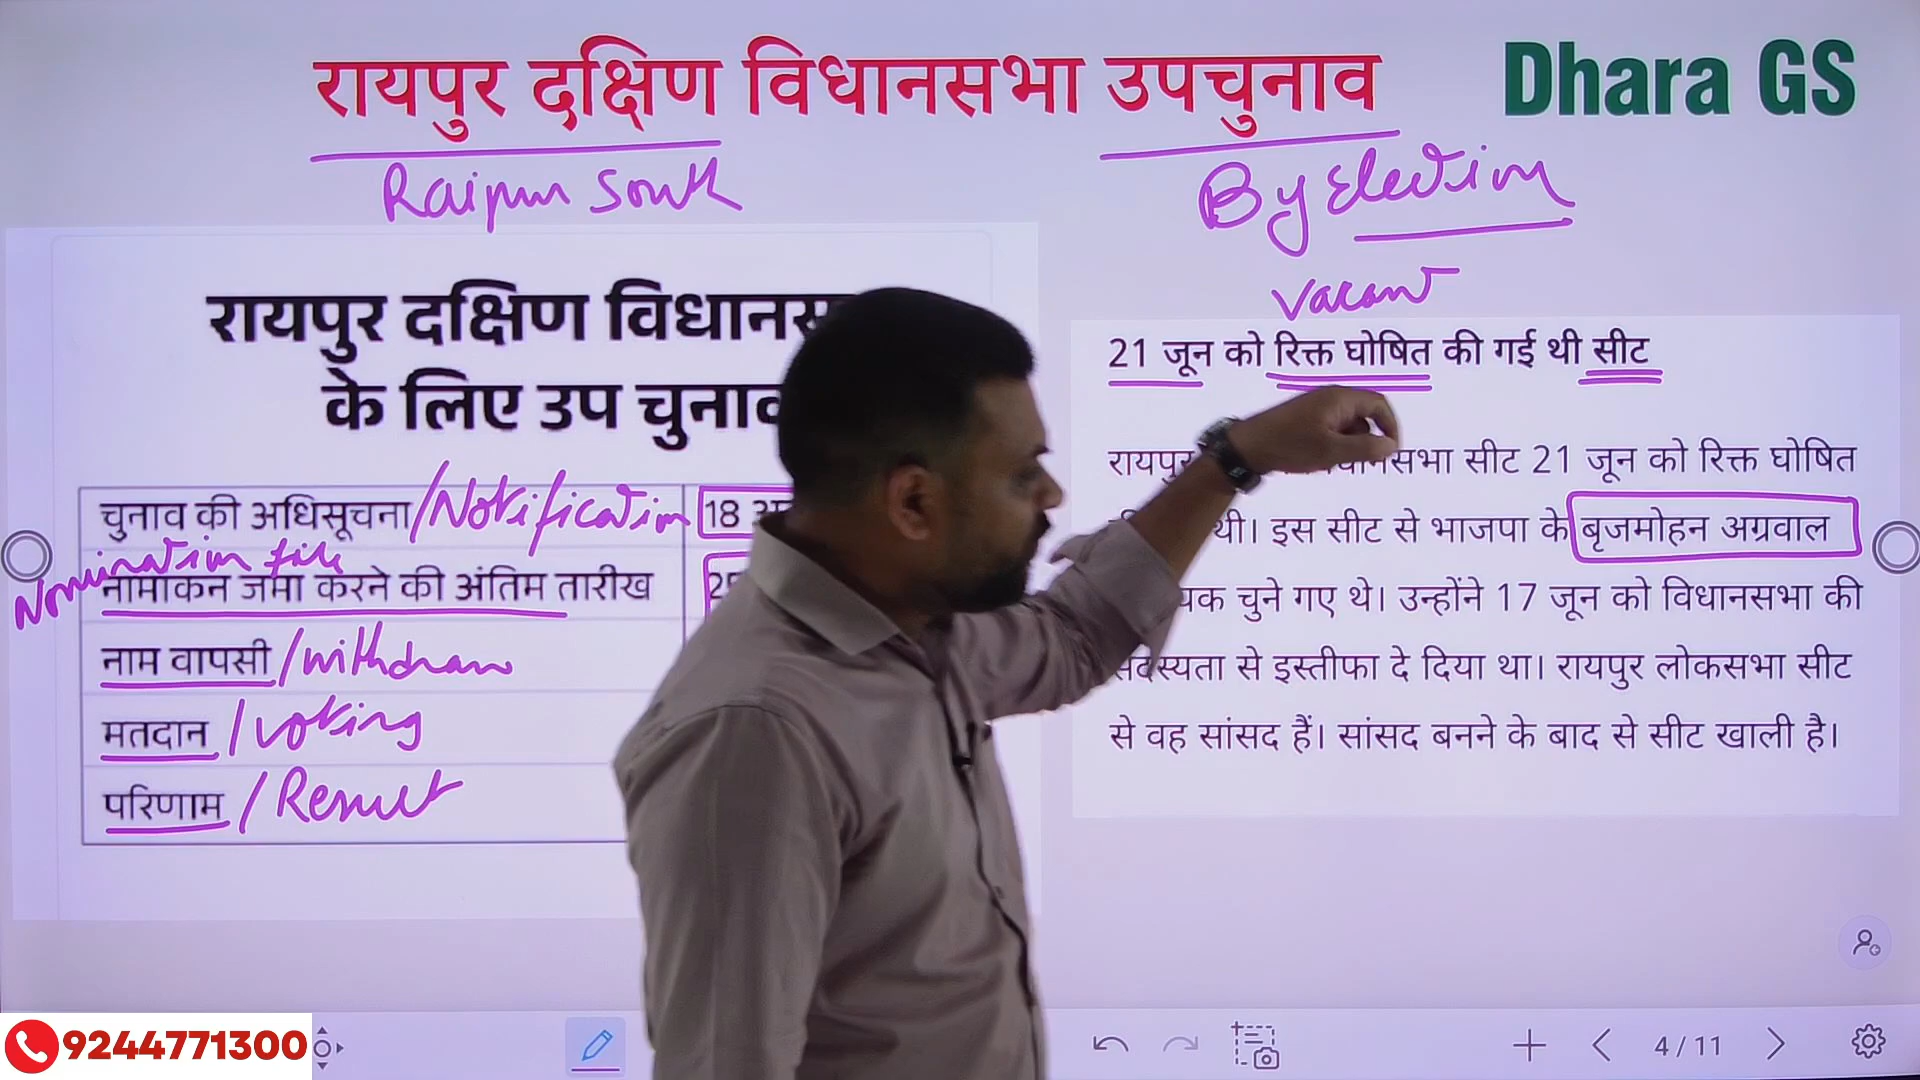 रायपुर दक्षिण विधानसभा उपचुनाव
Dhara GS
Raipur South
By Election
vacant
रायपुर दक्षिण विधानस
के लिए उप चुनाव
चुनाव की अधिसूचना /Notification 18 अ
Nomination file
नामांकन जमा करने की अंतिम तारीख 25
नाम वापसी /withdraw
मतदान /voting
परिणाम /Result
21 जून को रिक्त घोषित की गई थी सीट
रायपुर सीट 21 जून को रिक्त घोषित
थी। इस सीट से भाजपा के बृजमोहन अग्रवाल
चुने गए थे। उन्होंने 17 जून को विधानसभा की
सदस्यता से इस्तीफा दे दिया था। रायपुर लोकसभा सीट
से वह सांसद हैं। सांसद बनने के बाद से सीट खाली है।
9244771300
4/11